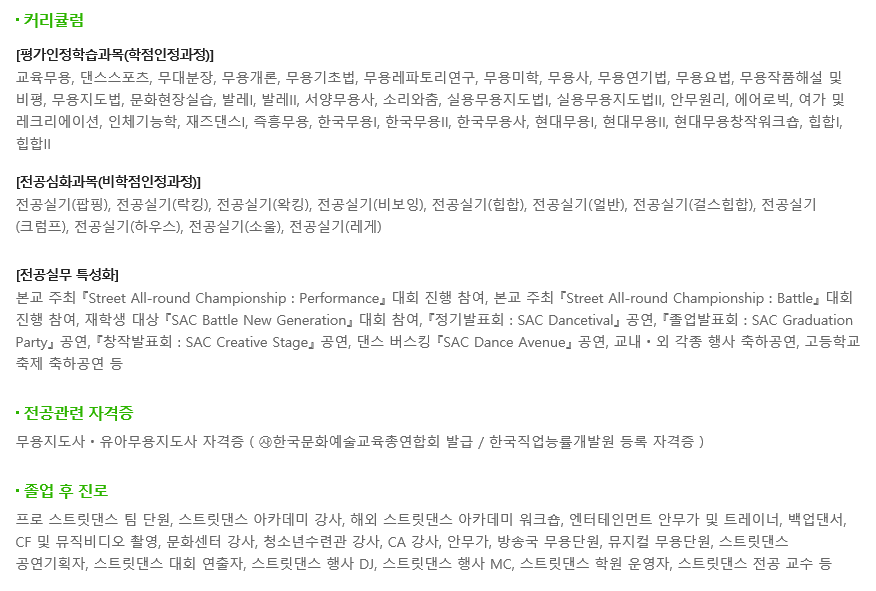 · 커리큘럼
[평가인정학습과목(학점인정과정)]
교육무용, 댄스스포츠, 무대분장, 무용개론, 무용기초법, 무용레파토리연구, 무용미학, 무용사, 무용연기법, 무용요법, 무용작품해설 및
비평, 무용지도법, 문화현장실습, 발레I, 발레II, 서양무용사, 소리와춤, 실용무용지도법I, 실용무용지도법II, 안무원리, 에어로빅, 여가 및
레크리에이션, 인체기능학, 재즈댄스I, 즉흥무용, 한국무용I, 한국무용II, 한국무용사, 현대무용I, 현대무용II, 현대무용창작워크숍, 힙합I,
힙합II
[전공심화과목(비학점인정과정)]
전공실기(팝핑), 전공실기(락킹), 전공실기(왁킹), 전공실기(비보잉), 전공실기(힙합), 전공실기(얼반), 전공실기(걸스힙합), 전공실기
(크럼프), 전공실기(하우스), 전공실기(소울), 전공실기(레게)
[전공실무 특성화]
본교 주최 『Street All-round Championship : Performance』 대회 진행 참여, 본교 주최 『Street All-round Championship : Battle』 대회
진행 참여, 재학생 대상 『SAC Battle New Generation』 대회 참여, 『정기발표회 : SAC Dancetival』 공연, 『졸업발표회 : SAC Graduation
Party』 공연, 『창작발표회 : SAC Creative Stage』 공연, 댄스 버스킹 『SAC Dance Avenue』 공연, 교내・외 각종 행사 축하공연, 고등학교
축제 축하공연 등
· 전공관련 자격증
무용지도사・유아무용지도사 자격증 ( ㈔한국문화예술교육총연합회 발급 / 한국직업능률개발원 등록 자격증 )
· 졸업 후 진로
프로 스트릿댄스 팀 단원, 스트릿댄스 아카데미 강사, 해외 스트릿댄스 아카데미 워크숍, 엔터테인먼트 안무가 및 트레이너, 백업댄서,
CF 및 뮤직비디오 촬영, 문화센터 강사, 청소년수련관 강사, CA 강사, 안무가, 방송국 무용단원, 뮤지컬 무용단원, 스트릿댄스
공연기획자, 스트릿댄스 대회 연출자, 스트릿댄스 행사 DJ, 스트릿댄스 행사 MC, 스트릿댄스 학원 운영자, 스트릿댄스 전공 교수 등